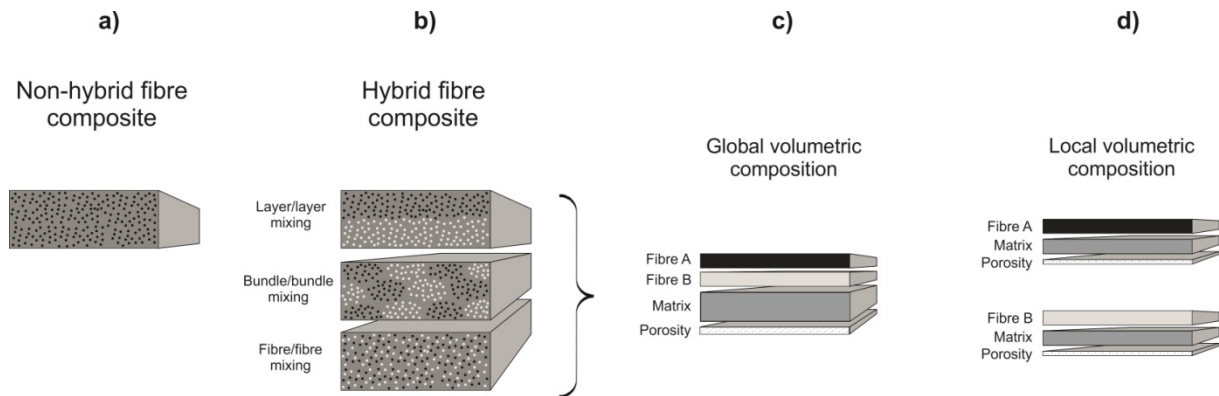 a)
Non-hybrid fibre
composite
b)
Hybrid fibre
composite
Layer/layer
mixing
Bundle/bundle
mixing
Fibre/fibre
mixing
c)
Global volumetric
composition
Fibre A
Fibre B
Matrix
Porosity
d)
Local volumetric
composition
Fibre A
Matrix
Porosity
Fibre B
Matrix
Porosity